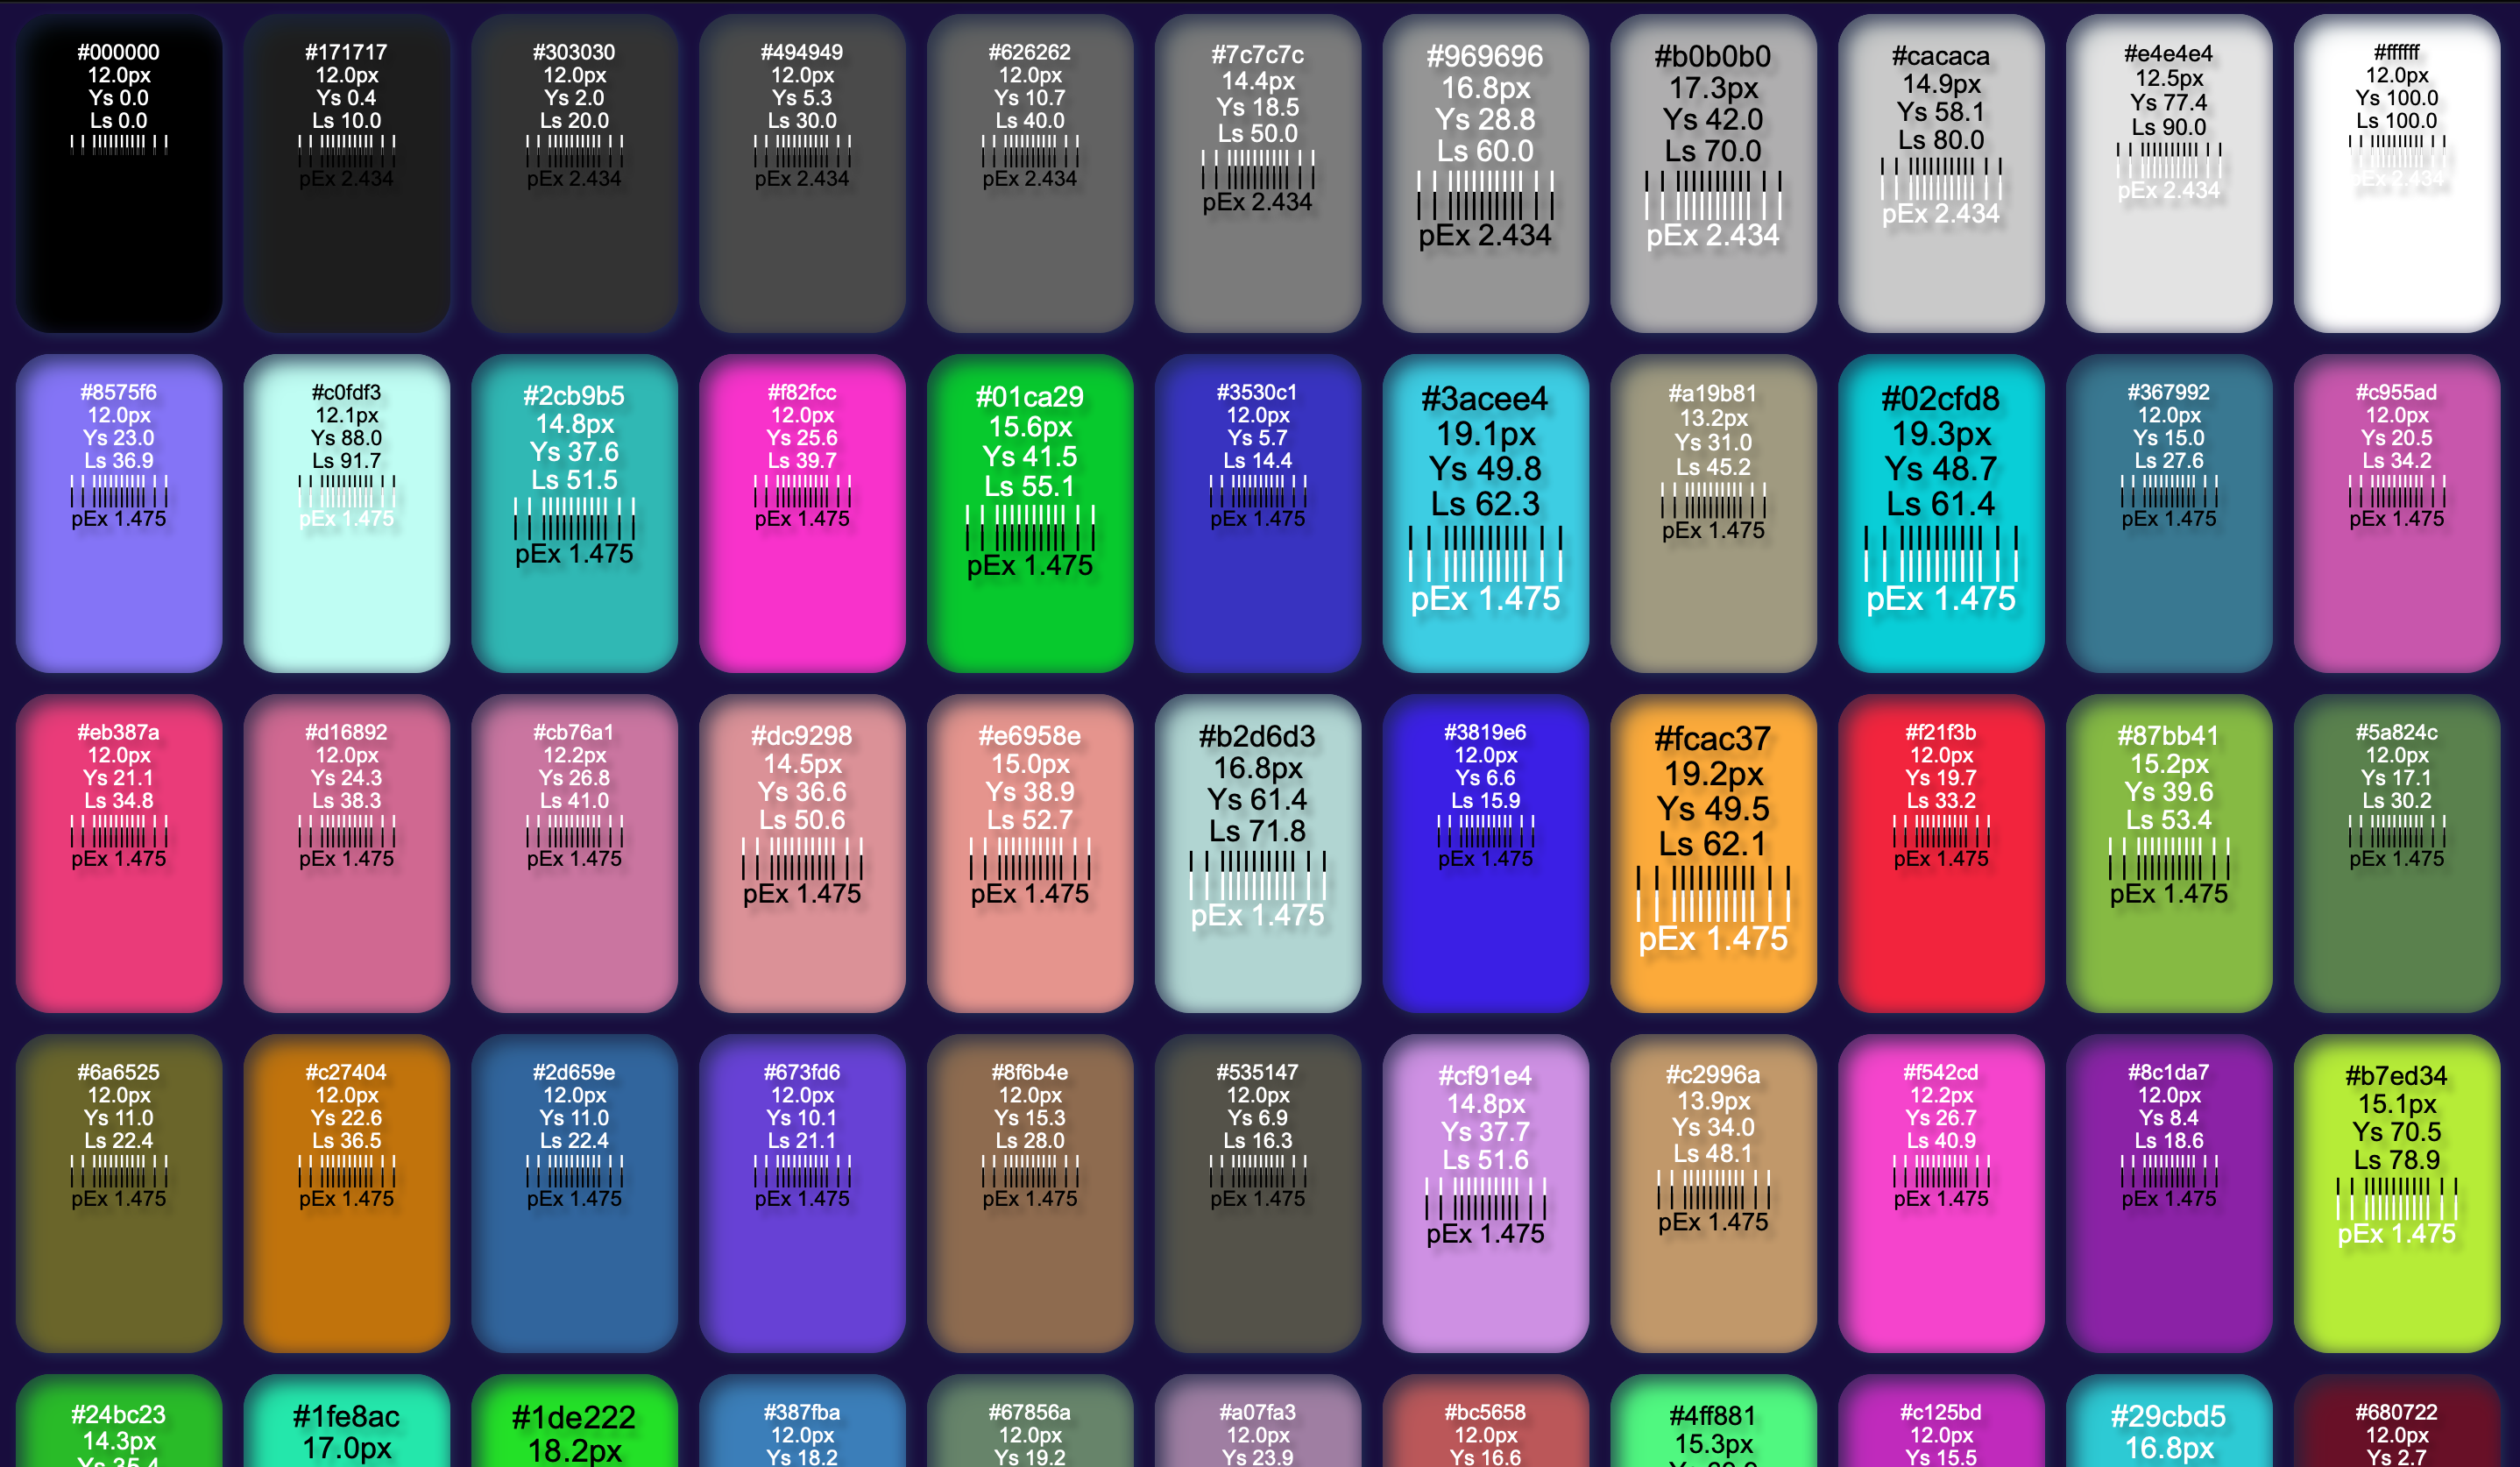 #000000
12.0px
Ys 0.0
Ls 0.0
#171717
12.0px
Ys 0.4
Ls 10.0
pEx 2.434
#303030
12.0px
Ys 2.0
Ls 20.0
pEx 2.434
#494949
12.0px
Ys 5.3
Ls 30.0
pEx 2.434
#626262
12.0px
Ys 10.7
Ls 40.0
pEx 2.434
#7c7c7c
14.4px
Ys 18.5
Ls 50.0
pEx 2.434
#969696
16.8px
Ys 28.8
Ls 60.0
pEx 2.434
#b0b0b0
17.3px
Ys 42.0
Ls 70.0
pEx 2.434
#cacaca
14.9px
Ys 58.1
Ls 80.0
pEx 2.434
#e4e4e4
12.5px
Ys 77.4
Ls 90.0
pEx 2.434
#ffffff
12.0px
Ys 100.0
Ls 100.0
pEx 2.434
#8575f6
12.0px
Ys 23.0
Ls 36.9
pEx 1.475
#c0fdf3
12.1px
Ys 88.0
Ls 91.7
pEx 1.475
#2cb9b5
14.8px
Ys 37.6
Ls 51.5
pEx 1.475
#f82fcc
12.0px
Ys 25.6
Ls 39.7
pEx 1.475
#01ca29
15.6px
Ys 41.5
Ls 55.1
pEx 1.475
#3530c1
12.0px
Ys 5.7
Ls 14.4
pEx 1.475
#3acee4
19.1px
Ys 49.8
Ls 62.3
pEx 1.475
#a19b81
13.2px
Ys 31.0
Ls 45.2
pEx 1.475
#02cfd8
19.3px
Ys 48.7
Ls 61.4
pEx 1.475
#367992
12.0px
Ys 15.0
Ls 27.6
pEx 1.475
#c955ad
12.0px
Ys 20.5
Ls 34.2
pEx 1.475
#eb387a
12.0px
Ys 21.1
Ls 34.8
pEx 1.475
#d16892
12.0px
Ys 24.3
Ls 38.3
pEx 1.475
#cb76a1
12.2px
Ys 26.8
Ls 41.0
pEx 1.475
#dc9298
14.5px
Ys 36.6
Ls 50.6
pEx 1.475
#e6958e
15.0px
Ys 38.9
Ls 52.7
pEx 1.475
#b2d6d3
16.8px
Ys 61.4
Ls 71.8
pEx 1.475
#3819e6
12.0px
Ys 6.6
Ls 15.9
pEx 1.475
#fcac37
19.2px
Ys 49.5
Ls 62.1
pEx 1.475
#f21f3b
12.0px
Ys 19.7
Ls 33.2
pEx 1.475
#87bb41
15.2px
Ys 39.6
Ls 53.4
pEx 1.475
#5a824c
12.0px
Ys 17.1
Ls 30.2
pEx 1.475
#6a6525
12.0px
Ys 11.0
Ls 22.4
pEx 1.475
#c27404
12.0px
Ys 22.6
Ls 36.5
pEx 1.475
#2d659e
12.0px
Ys 11.0
Ls 22.4
pEx 1.475
#673fd6
12.0px
Ys 10.1
Ls 21.1
pEx 1.475
#8f6b4e
12.0px
Ys 15.3
Ls 28.0
pEx 1.475
#535147
12.0px
Ys 6.9
Ls 16.3
pEx 1.475
#cf91e4
14.8px
Ys 37.7
Ls 51.6
pEx 1.475
#c2996a
13.9px
Ys 34.0
Ls 48.1
pEx 1.475
#f542cd
12.2px
Ys 26.7
Ls 40.9
pEx 1.475
#8c1da7
12.0px
Ys 8.4
Ls 18.6
pEx 1.475
#b7ed34
15.1px
Ys 70.5
Ls 78.9
pEx 1.475
#24bc23
14.3px
#1fe8ac
17.0px
#1de222
18.2px
#387fba
12.0px
Ys 18.2
#67856a
12.0px
Ys 19.2
#a07fa3
12.0px
Ys 23.9
#bc5658
12.0px
Ys 16.6
#4ff881
15.3px
#c125bd
12.0px
Ys 15.5
#29cbd5
16.8px
#680722
12.0px
Ys 2.7